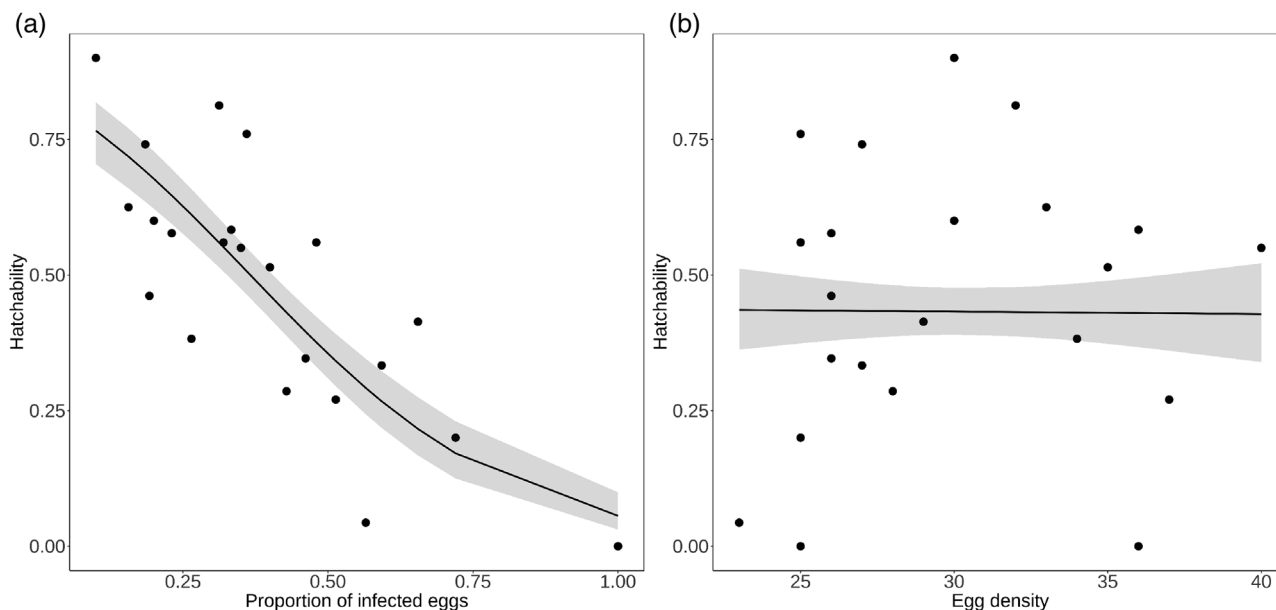 (a)
Hatchability
0.75
0.50
0.25
0.00
0.25 0.50 0.75 1.00
Proportion of infected eggs
(b)
Hatchability
0.75
0.50
0.25
0.00
25 30 35 40
Egg density